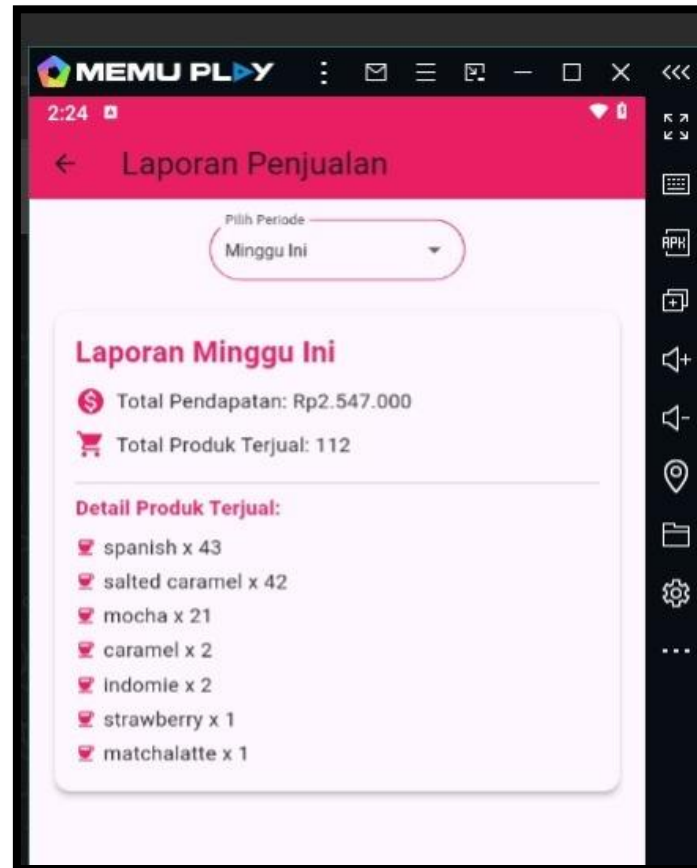 MEMU PLAY
2:24
Laporan Penjualan
APK
Pilih Periode
Minggu Ini
Laporan Minggu Ini
Total Pendapatan: Rp2.547.000
Total Produk Terjual: 112
Detail Produk Terjual:
spanish x 43
salted caramel x 42
mocha x 21
caramel x 2
indomie x 2
strawberry x 1
matchalatte x 1